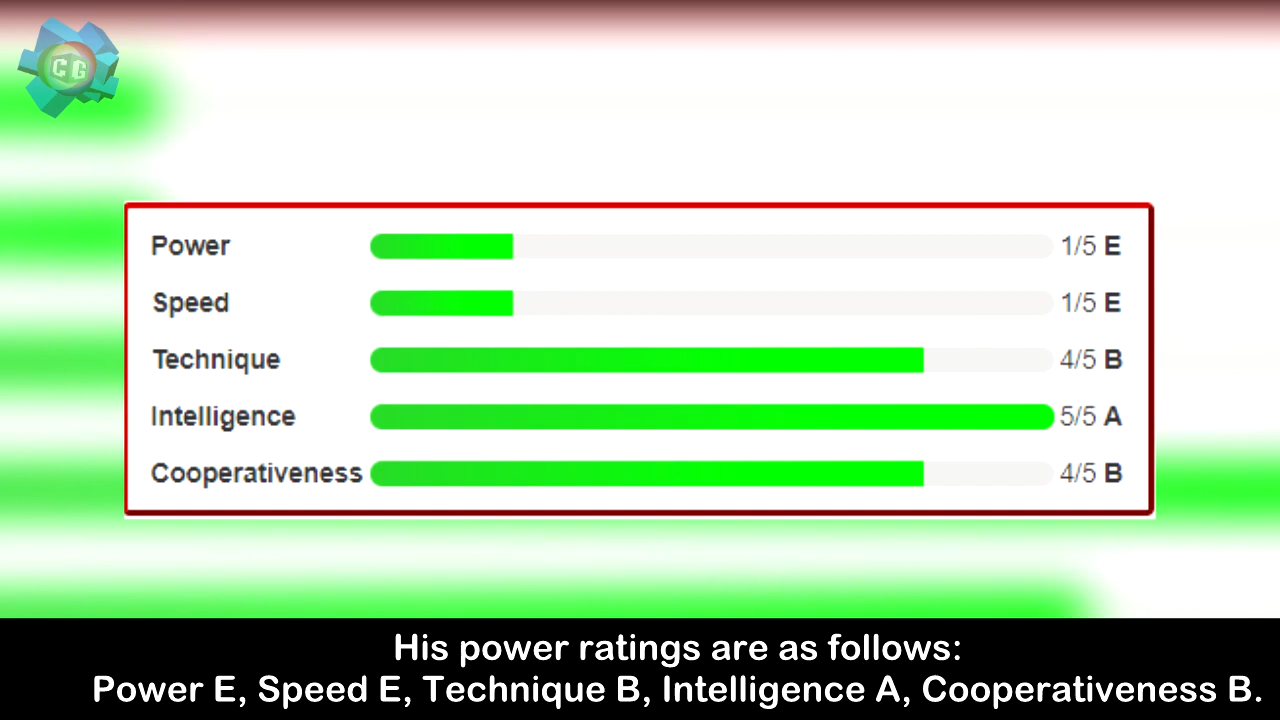 CG
Power 1/5 E
Speed 1/5 E
Technique 4/5 B
Intelligence 5/5 A
Cooperativeness 4/5 B
His power ratings are as follows:
Power E, Speed E, Technique B, Intelligence A, Cooperativeness B.